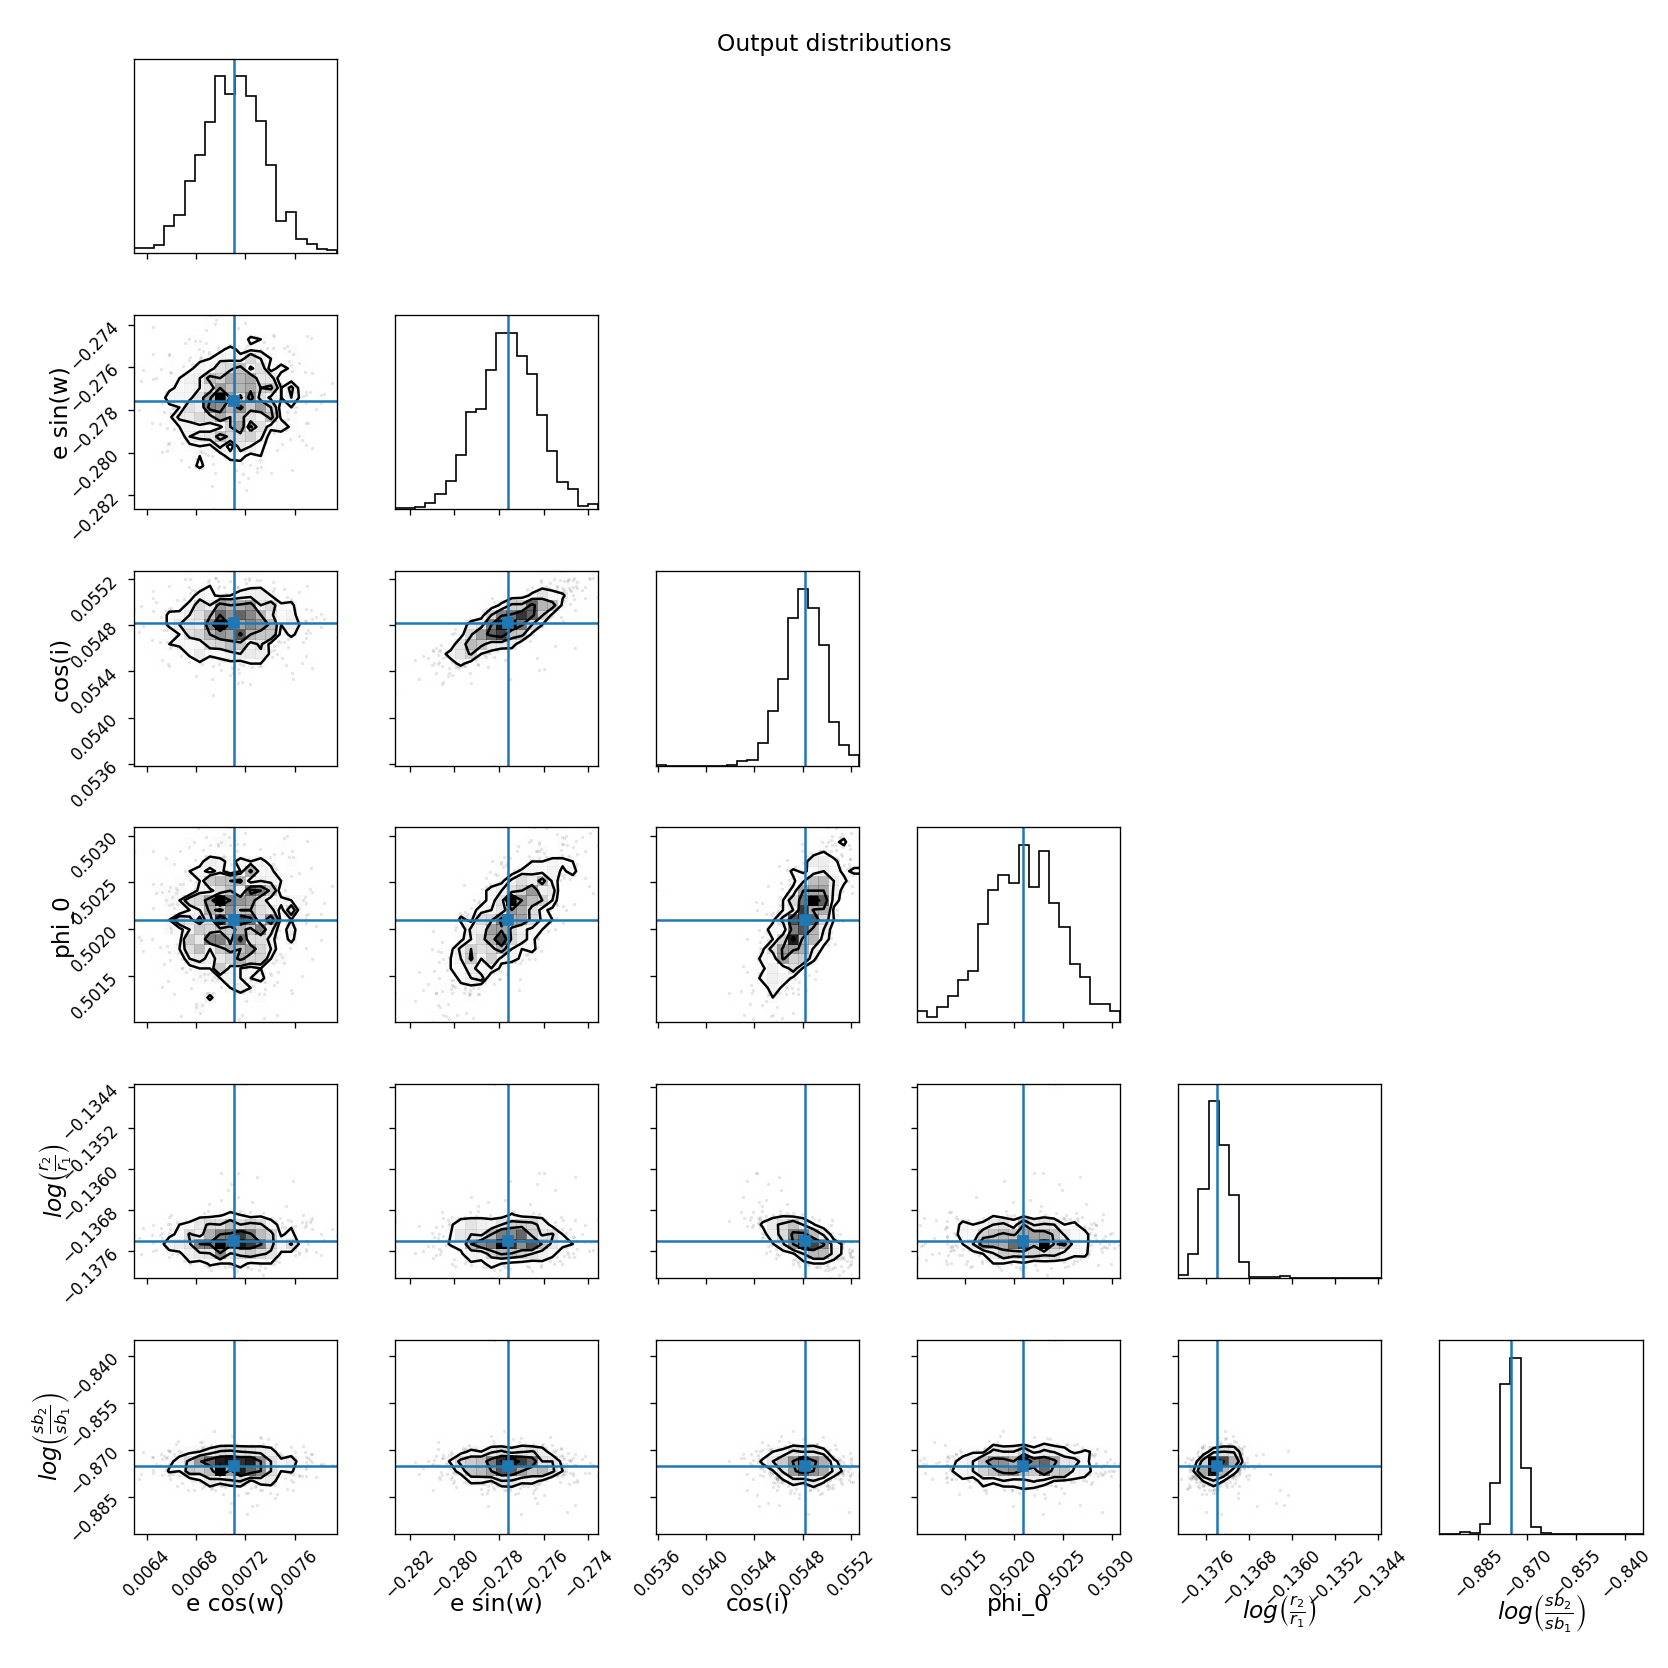 Output distributions
e sin(w)
−0.274
−0.276
−0.278
−0.280
−0.282
cos(i)
0.0552
0.0548
0.0544
0.0540
0.0536
phi_0
0.5030
0.5025
0.5020
0.5015
log(r₂/r₁)
−0.1344
−0.1352
−0.1360
−0.1368
−0.1376
log(sb₂/sb₁)
−0.840
−0.855
−0.870
−0.885
0.0064 0.0068 0.0072 0.0076
−0.282 −0.280 −0.278 −0.276 −0.274
0.0536 0.0540 0.0544 0.0548 0.0552
0.5015 0.5020 0.5025 0.5030
−0.1376 −0.1368 −0.1360 −0.1352 −0.1344
−0.885 −0.870 −0.855 −0.840
e cos(w)
e sin(w)
cos(i)
phi_0
log(r₂/r₁)
log(sb₂/sb₁)